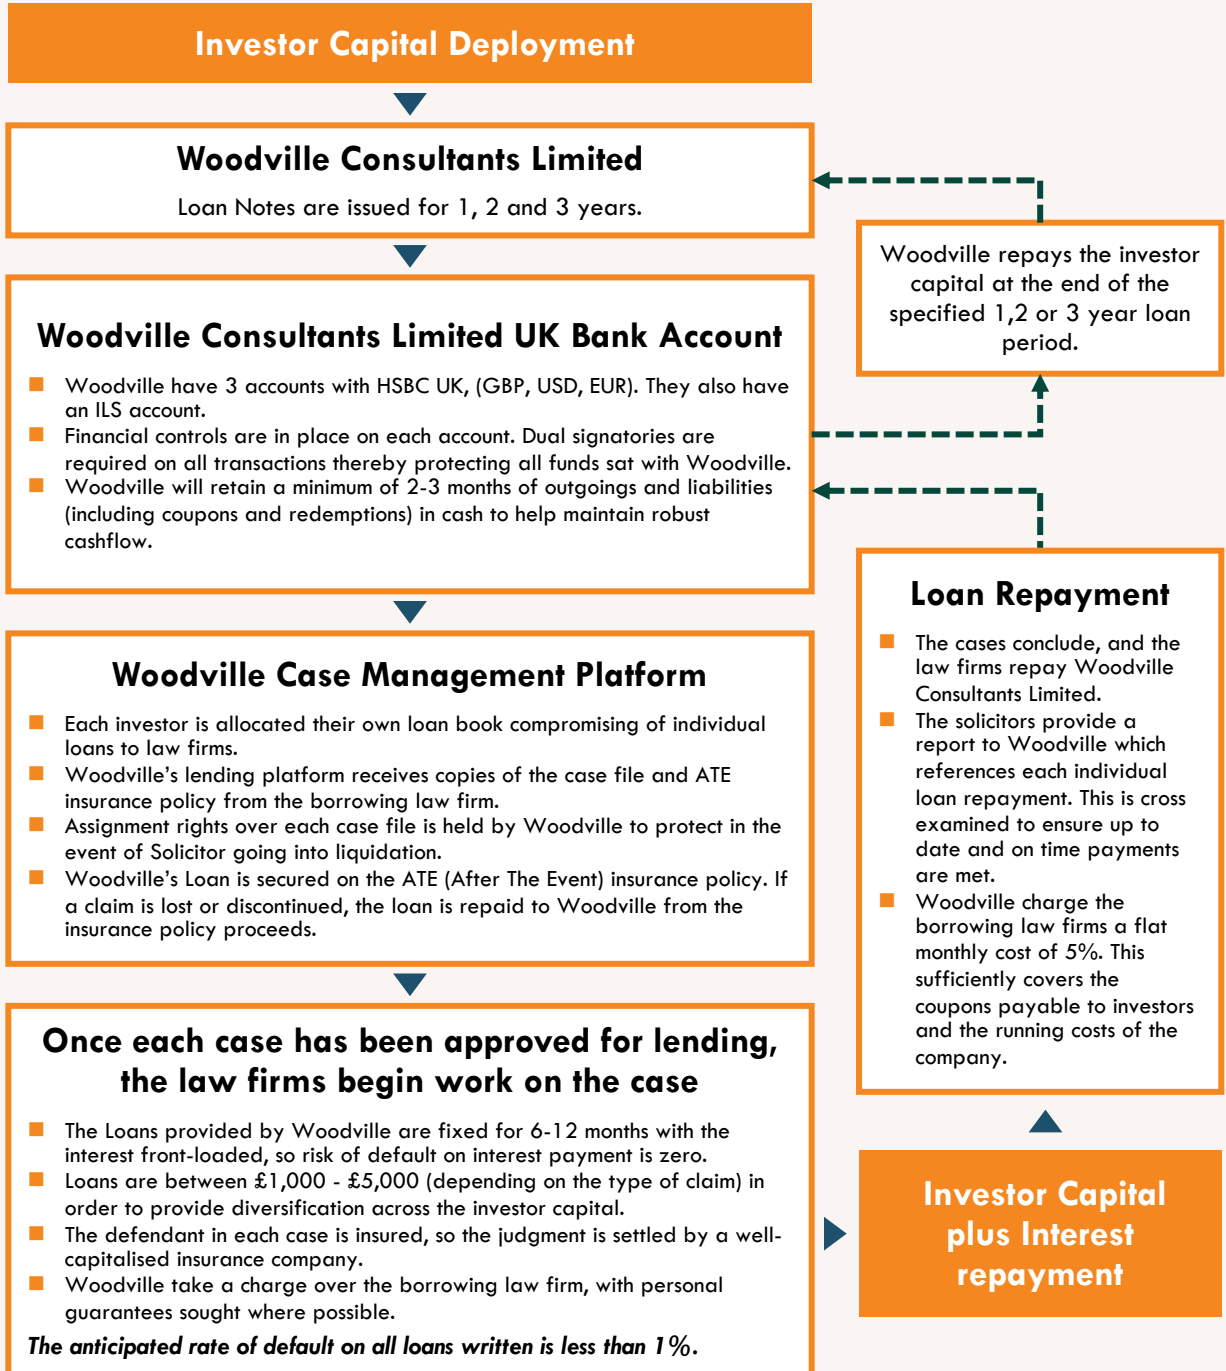 Investor Capital Deployment
Woodville Consultants Limited
Loan Notes are issued for 1, 2 and 3 years.
Woodville repays the investor
capital at the end of the
specified 1,2 or 3 year loan
period.
Woodville Consultants Limited UK Bank Account
Woodville have 3 accounts with HSBC UK, (GBP, USD, EUR). They also have
an ILS account.
Financial controls are in place on each account. Dual signatories are
required on all transactions thereby protecting all funds sat with Woodville.
Woodville will retain a minimum of 2-3 months of outgoings and liabilities
(including coupons and redemptions) in cash to help maintain robust
cashflow.
Woodville Case Management Platform
Each investor is allocated their own loan book compromising of individual
loans to law firms.
Woodville's lending platform receives copies of the case file and ATE
insurance policy from the borrowing law firm.
Assignment rights over each case file is held by Woodville to protect in the
event of Solicitor going into liquidation.
Woodville's Loan is secured on the ATE (After The Event) insurance policy. If
a claim is lost or discontinued, the loan is repaid to Woodville from the
insurance policy proceeds.
Once each case has been approved for lending,
the law firms begin work on the case
The Loans provided by Woodville are fixed for 6-12 months with the
interest front-loaded, so risk of default on interest payment is zero.
Loans are between £1,000 - £5,000 (depending on the type of claim) in
order to provide diversification across the investor capital.
The defendant in each case is insured, so the judgment is settled by a well-
capitalised insurance company.
Woodville take a charge over the borrowing law firm, with personal
guarantees sought where possible.
The anticipated rate of default on all loans written is less than 1%.
Loan Repayment
The cases conclude, and the
law firms repay Woodville
Consultants Limited.
The solicitors provide a
report to Woodville which
references each individual
loan repayment. This is cross
examined to ensure up to
date and on time payments
are met.
Woodville charge the
borrowing law firms a flat
monthly cost of 5%. This
sufficiently covers the
coupons payable to investors
and the running costs of the
company.
Investor Capital
plus Interest
repayment